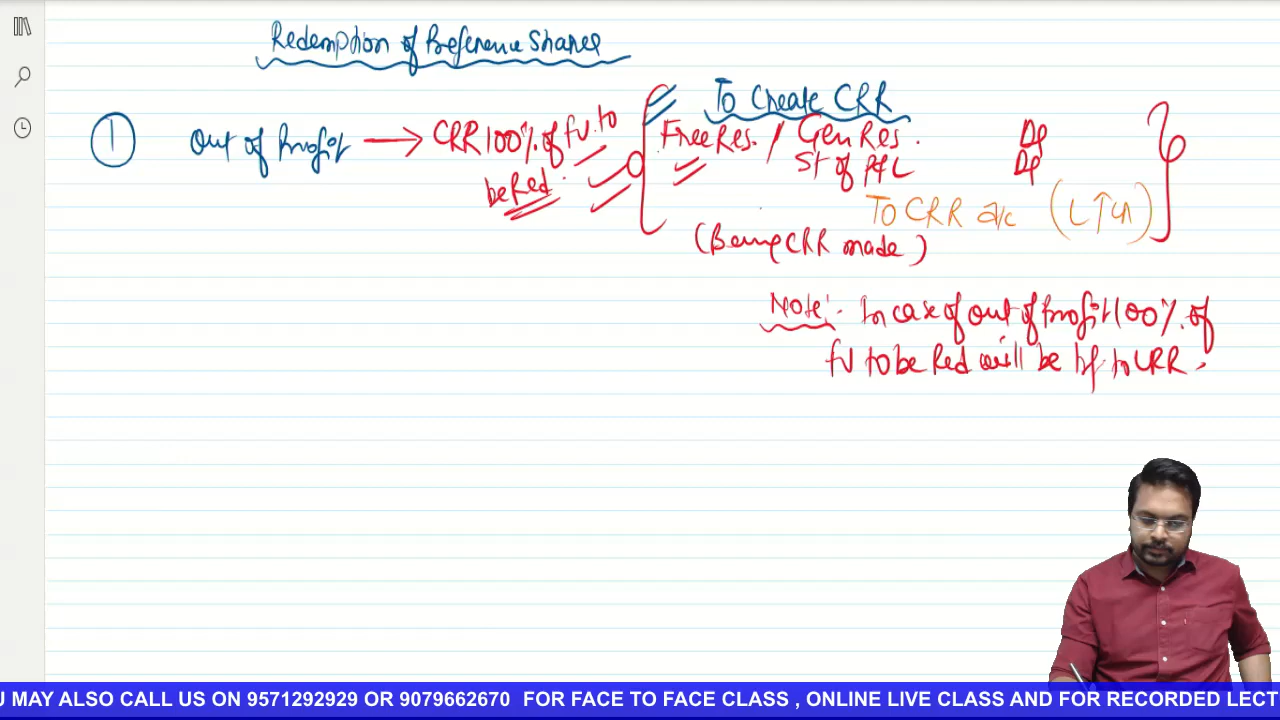 Redemption of Preference Shares
① Out of Profit → CRR 100% of FV to be Red.
To Create CRR
Free Res. / Gen Res. Dr
St of P&L Dr
To CRR a/c (L↑Cr)
(Being CRR made)
Note:- In case of out of Profit 100% of
FV to be Red will be tf. to CRR.
U MAY ALSO CALL US ON 9571292929 OR 9079662670 FOR FACE TO FACE CLASS , ONLINE LIVE CLASS AND FOR RECORDED LECT